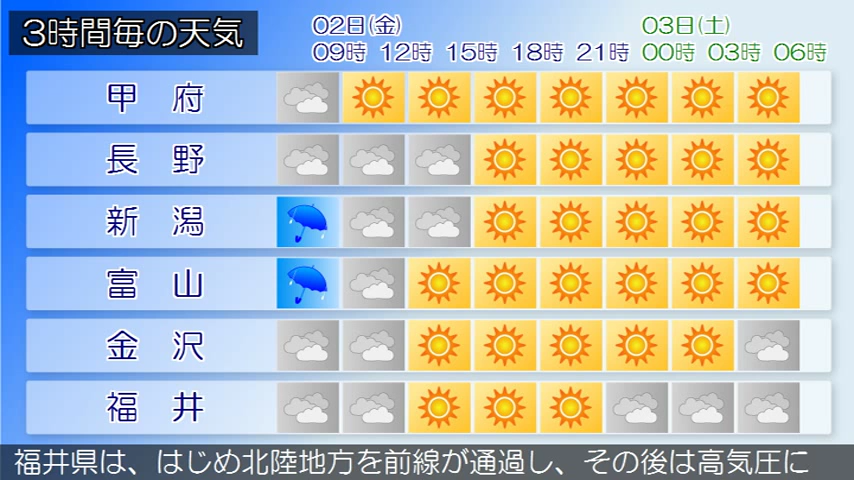 3時間毎の天気
02日(金) 03日(土)
09時 12時 15時 18時 21時 00時 03時 06時
甲府
長野
新潟
富山
金沢
福井
福井県は、はじめ北陸地方を前線が通過し、その後は高気圧に